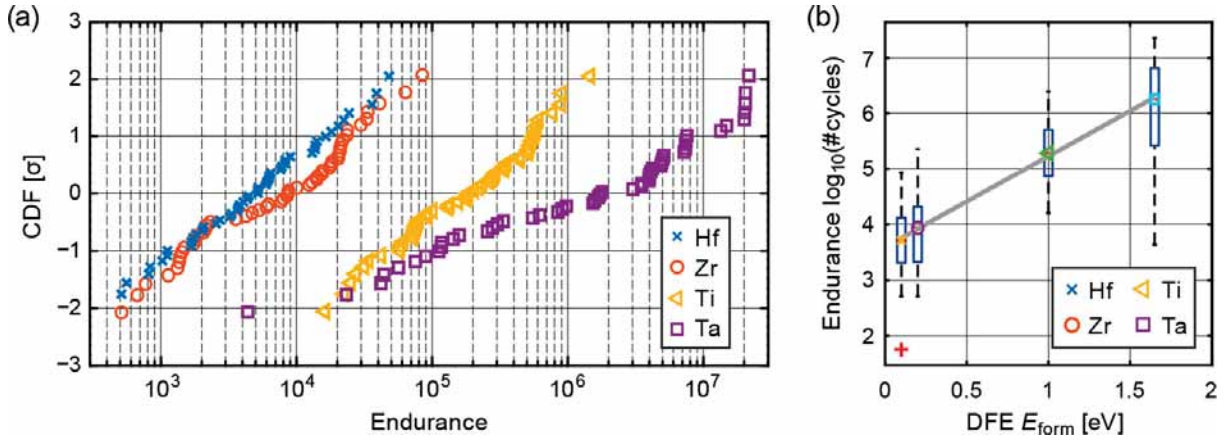 (a)
CDF [σ]
3
2
1
0
−1
−2
−3
10³ 10⁴ 10⁵ 10⁶ 10⁷
Endurance
Hf
Zr
Ti
Ta
(b)
Endurance log₁₀(#cycles)
7
6
5
4
3
2
0 0.5 1 1.5 2
DFE E_form [eV]
Hf Ti
Zr Ta